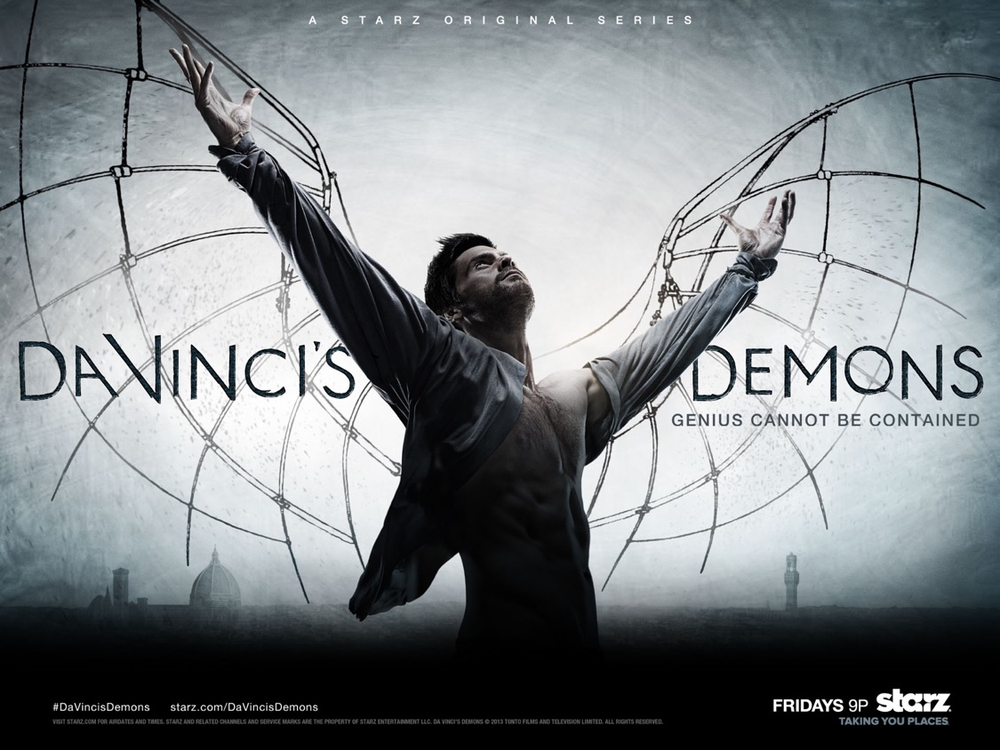 A STARZ ORIGINAL SERIES
DAVINCI'S DEMONS
GENIUS CANNOT BE CONTAINED
#DaVincisDemons starz.com/DaVincisDemons
FRIDAYS 9P starz
TAKING YOU PLACES
VISIT STARZ.COM FOR AIRDATES AND TIMES. STARZ AND RELATED CHANNELS AND SERVICE MARKS ARE THE PROPERTY OF STARZ ENTERTAINMENT LLC. DA VINCI'S DEMONS © 2013 TONTO FILMS AND TELEVISION LIMITED. ALL RIGHTS RESERVED.